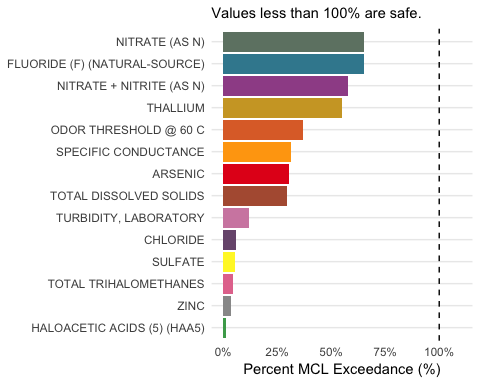 Values less than 100% are safe.
NITRATE (AS N)
FLUORIDE (F) (NATURAL-SOURCE)
NITRATE + NITRITE (AS N)
THALLIUM
ODOR THRESHOLD @ 60 C
SPECIFIC CONDUCTANCE
ARSENIC
TOTAL DISSOLVED SOLIDS
TURBIDITY, LABORATORY
CHLORIDE
SULFATE
TOTAL TRIHALOMETHANES
ZINC
HALOACETIC ACIDS (5) (HAA5)
0% 25% 50% 75% 100%
Percent MCL Exceedance (%)